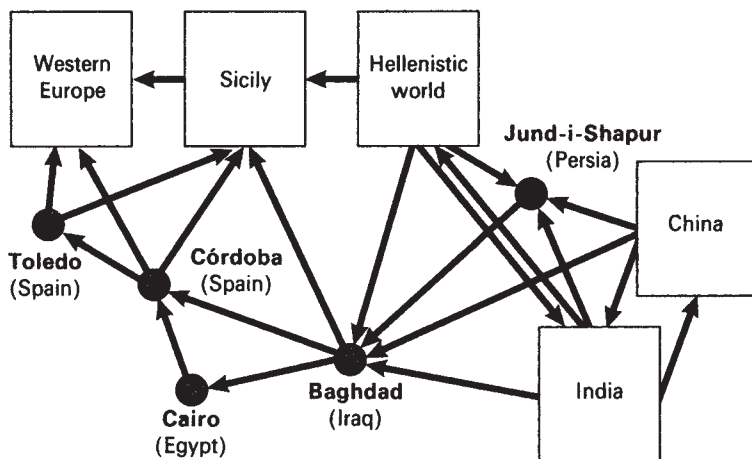 Western
Europe
Sicily
Hellenistic
world
Jund-i-Shapur
(Persia)
China
Toledo
(Spain)
Córdoba
(Spain)
Baghdad
(Iraq)
India
Cairo
(Egypt)